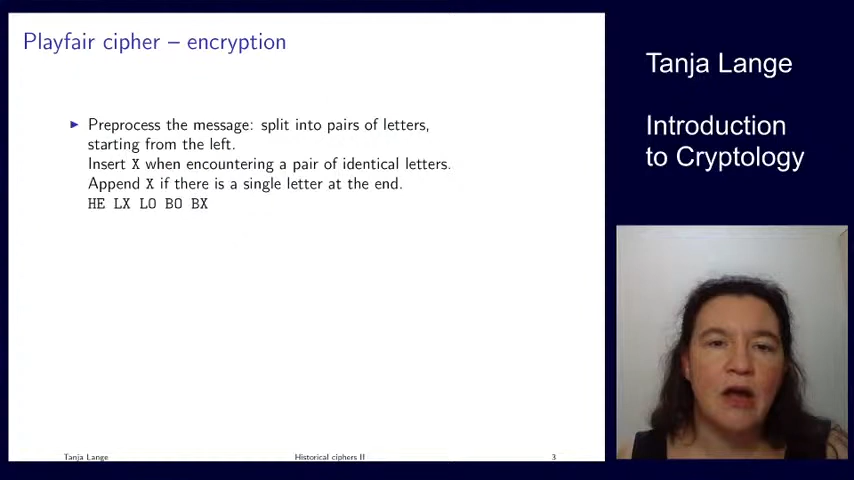 Playfair cipher – encryption
▶ Preprocess the message: split into pairs of letters,
starting from the left.
Insert X when encountering a pair of identical letters.
Append X if there is a single letter at the end.
HE LX LO BO BX
Tanja Lange
Historical ciphers II
3
Tanja Lange
Introduction
to Cryptology